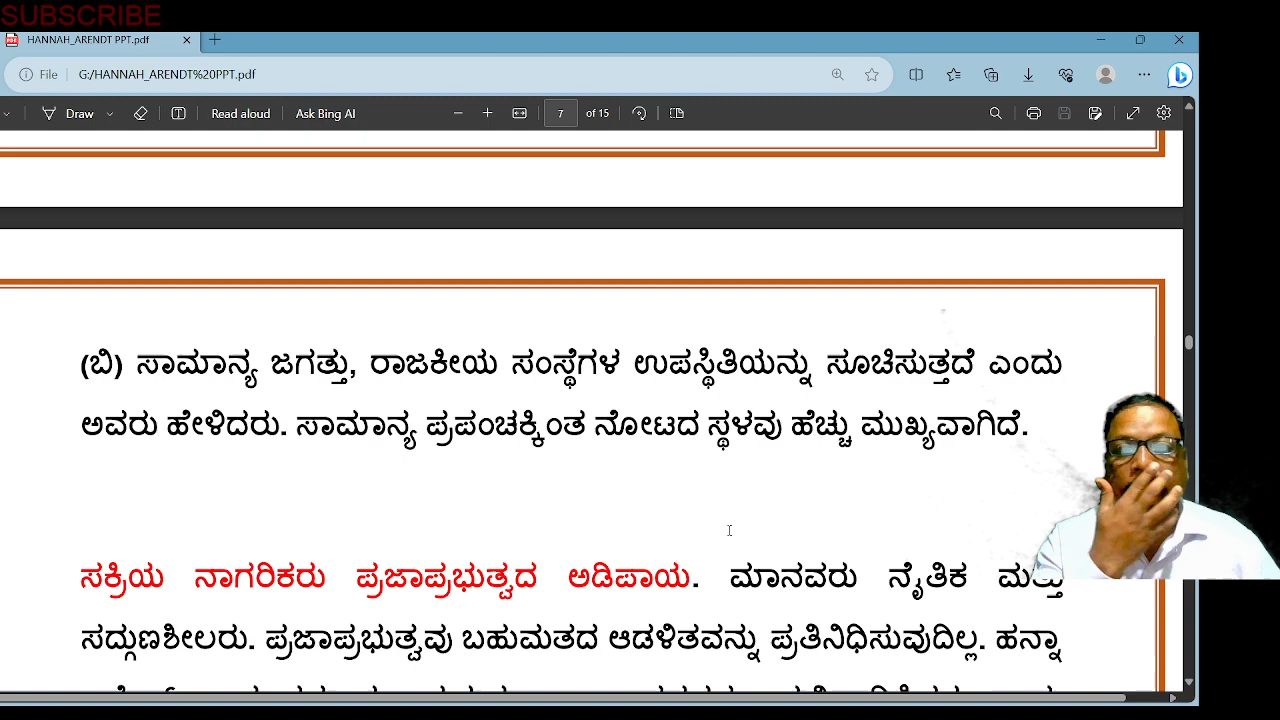 SUBSCRIBE
HANNAH_ARENDT PPT.pdf
File G:/HANNAH_ARENDT%20PPT.pdf
Draw Read aloud Ask Bing AI 7 of 15
(ಬಿ) ಸಾಮಾನ್ಯ ಜಗತ್ತು, ರಾಜಕೀಯ ಸಂಸ್ಥೆಗಳ ಉಪಸ್ಥಿತಿಯನ್ನು ಸೂಚಿಸುತ್ತದೆ ಎಂದು
ಅವರು ಹೇಳಿದರು. ಸಾಮಾನ್ಯ ಪ್ರಪಂಚಕ್ಕಿಂತ ನೋಟದ ಸ್ಥಳವು ಹೆಚ್ಚು ಮುಖ್ಯವಾಗಿದೆ.
ಸಕ್ರಿಯ ನಾಗರಿಕರು ಪ್ರಜಾಪ್ರಭುತ್ವದ ಅಡಿಪಾಯ. ಮಾನವರು ನೈತಿಕ ಮತ್ತು
ಸದ್ಗುಣಶೀಲರು. ಪ್ರಜಾಪ್ರಭುತ್ವವು ಬಹುಮತದ ಆಡಳಿತವನ್ನು ಪ್ರತಿನಿಧಿಸುವುದಿಲ್ಲ. ಹನ್ನಾ